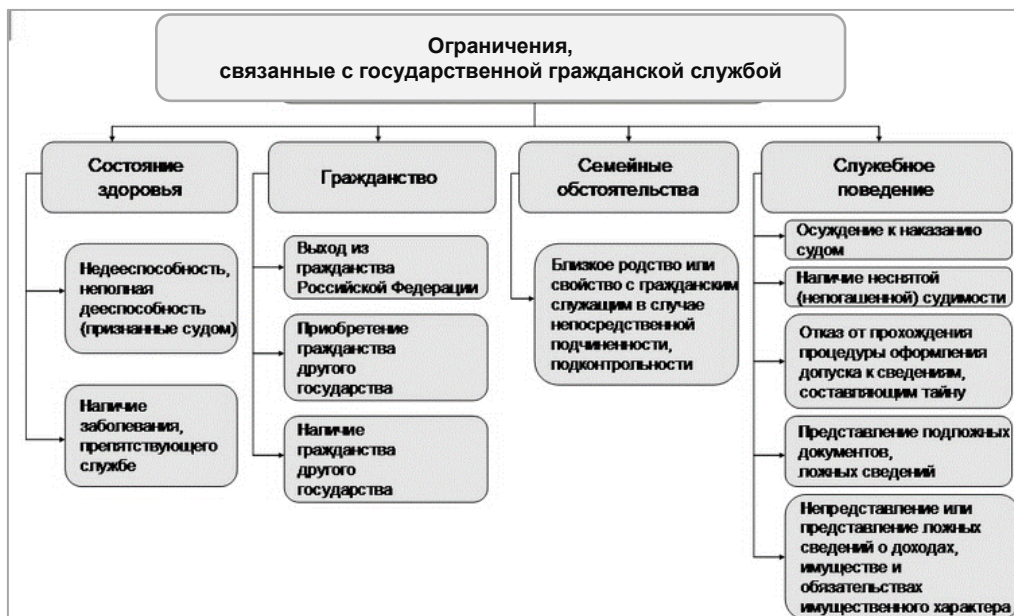 Ограничения,
связанные с государственной гражданской службой
Состояние
здоровья
Недееспособность,
неполная
дееспособность
(признанные судом)
Наличие
заболевания,
препятствующего
службе
Гражданство
Выход из
гражданства
Российской Федерации
Приобретение
гражданства
другого
государства
Наличие
гражданства
другого
государства
Семейные
обстоятельства
Близкое родство или
свойство с гражданским
служащим в случае
непосредственной
подчиненности,
подконтрольности
Служебное
поведение
Осуждение к наказанию
судом
Наличие неснятой
(непогашенной) судимости
Отказ от прохождения
процедуры оформления
допуска к сведениям,
составляющим тайну
Представление подложных
документов,
ложных сведений
Непредставление или
представление ложных
сведений о доходах,
имуществе и
обязательствах
имущественного характера